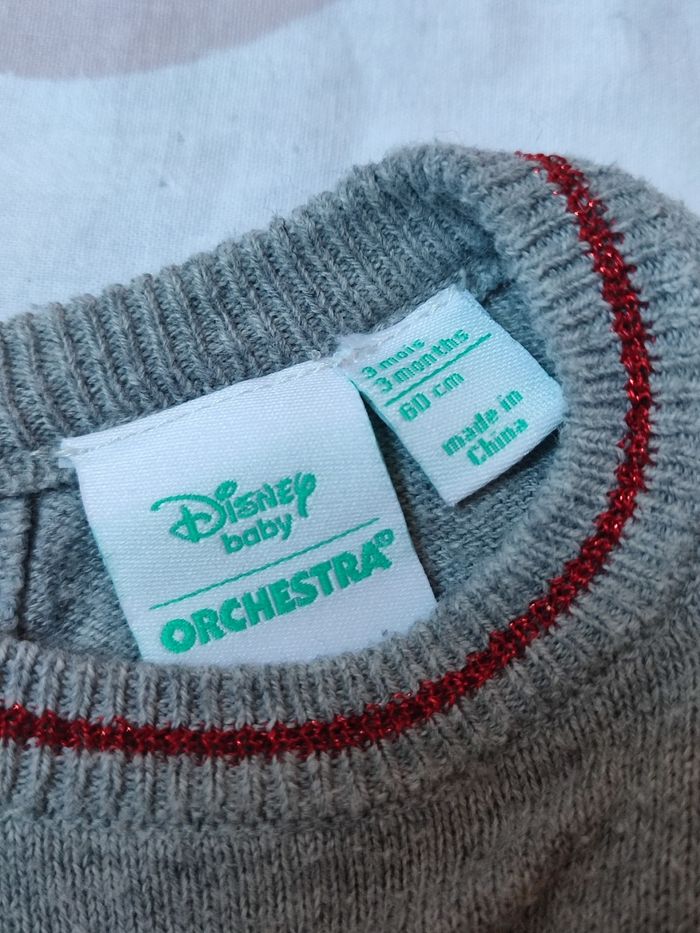 Disney
baby
ORCHESTRA
3 mois
3 months
60 cm
made in
China